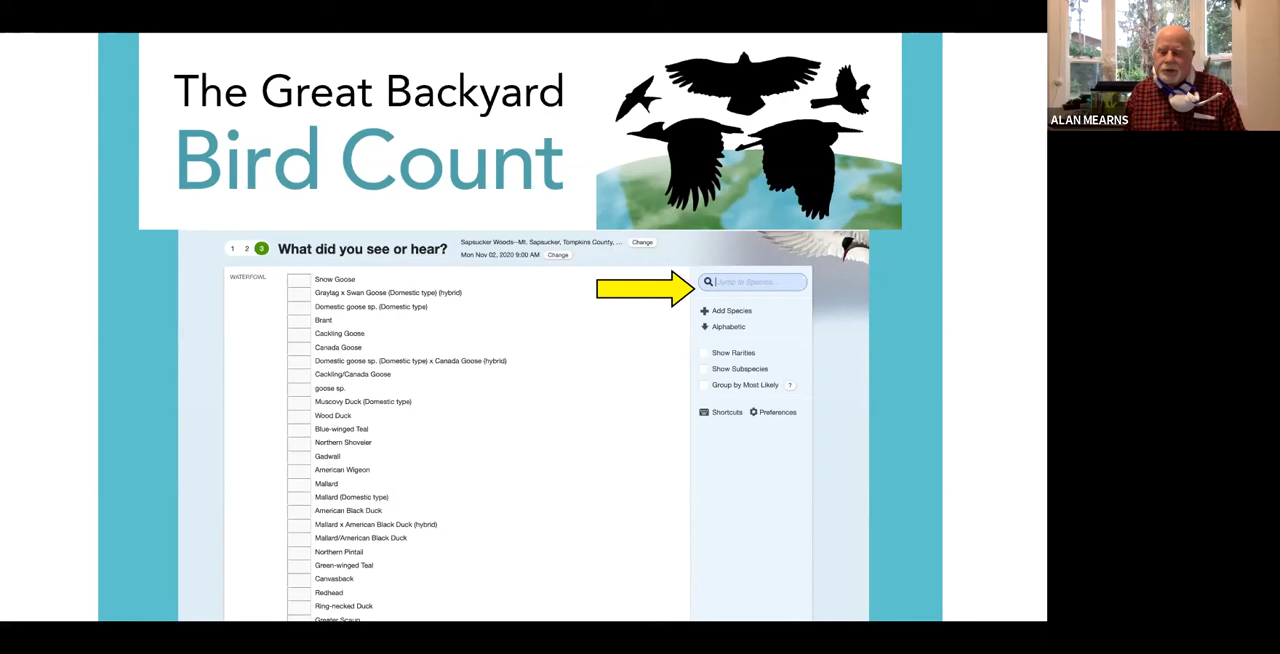 The Great Backyard
Bird Count
ALAN MEARNS
1 2 3 What did you see or hear?
Sapsucker Woods--Mt. Sapsucker, Tompkins County, ... Change
Mon Nov 02, 2020 9:00 AM Change
WATERFOWL
Snow Goose
Graylag x Swan Goose (Domestic type) (hybrid)
Domestic goose sp. (Domestic type)
Brant
Cackling Goose
Canada Goose
Domestic goose sp. (Domestic type) x Canada Goose (hybrid)
Cackling/Canada Goose
goose sp.
Muscovy Duck (Domestic type)
Wood Duck
Blue-winged Teal
Northern Shoveler
Gadwall
American Wigeon
Mallard
Mallard (Domestic type)
American Black Duck
Mallard x American Black Duck (hybrid)
Mallard/American Black Duck
Northern Pintail
Green-winged Teal
Canvasback
Redhead
Ring-necked Duck
Greater Scaup
Jump to Species...
Add Species
Alphabetic
Show Rarities
Show Subspecies
Group by Most Likely ?
Shortcuts Preferences